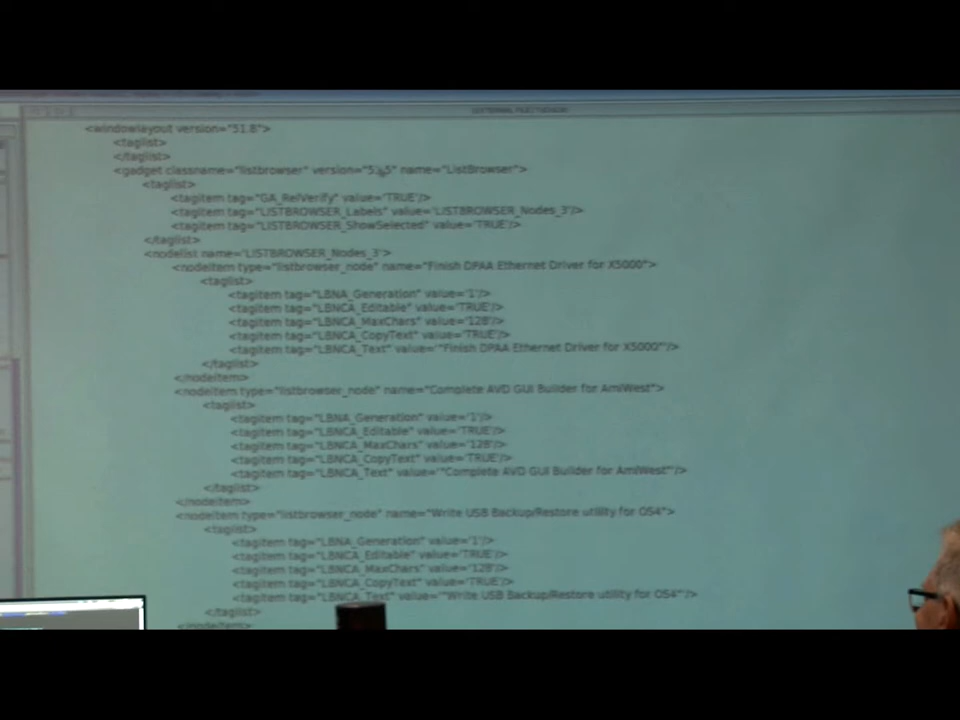 <windowlayout version="51.8">
<taglist>
</taglist>
<gadget classname="listbrowser" version="51.5" name="ListBrowser">
<taglist>
<tagitem tag="GA_RelVerify" value='TRUE'/>
<tagitem tag="LISTBROWSER_Labels" value='LISTBROWSER_Nodes_3'/>
<tagitem tag="LISTBROWSER_ShowSelected" value='TRUE'/>
</taglist>
<nodelist name='LISTBROWSER_Nodes_3'>
<nodeitem type="listbrowser_node" name="Finish DPAA Ethernet Driver for X5000">
<taglist>
<tagitem tag="LBNA_Generation" value='1'/>
<tagitem tag="LBNCA_Editable" value='TRUE'/>
<tagitem tag="LBNCA_MaxChars" value='128'/>
<tagitem tag="LBNCA_CopyText" value='TRUE'/>
<tagitem tag="LBNCA_Text" value='"Finish DPAA Ethernet Driver for X5000"'/>
</taglist>
</nodeitem>
<nodeitem type="listbrowser_node" name="Complete AVD GUI Builder for AmiWest">
<taglist>
<tagitem tag="LBNA_Generation" value='1'/>
<tagitem tag="LBNCA_Editable" value='TRUE'/>
<tagitem tag="LBNCA_MaxChars" value='128'/>
<tagitem tag="LBNCA_CopyText" value='TRUE'/>
<tagitem tag="LBNCA_Text" value='"Complete AVD GUI Builder for AmiWest"'/>
</taglist>
</nodeitem>
<nodeitem type="listbrowser_node" name="Write USB Backup/Restore utility for OS4">
<taglist>
<tagitem tag="LBNA_Generation" value='1'/>
<tagitem tag="LBNCA_Editable" value='TRUE'/>
<tagitem tag="LBNCA_MaxChars" value='128'/>
<tagitem tag="LBNCA_CopyText" value='TRUE'/>
<tagitem tag="LBNCA_Text" value='"Write USB Backup/Restore utility for OS4"'/>
</taglist>
</nodeitem>